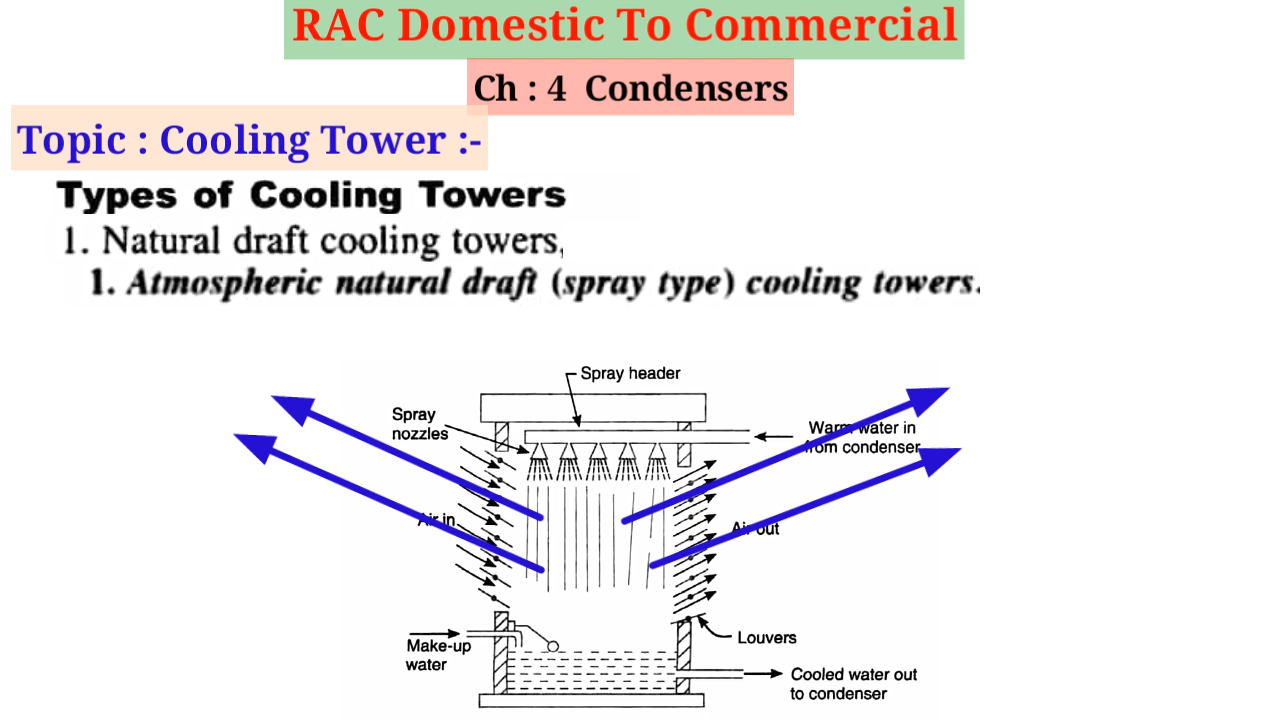 RAC Domestic To Commercial
Ch : 4 Condensers
Topic : Cooling Tower :-
Types of Cooling Towers
1. Natural draft cooling towers,
1. Atmospheric natural draft (spray type) cooling towers.
Spray header
Spray
nozzles
Warm water in
from condenser
Air in
Air out
Make-up
water
Louvers
Cooled water out
to condenser